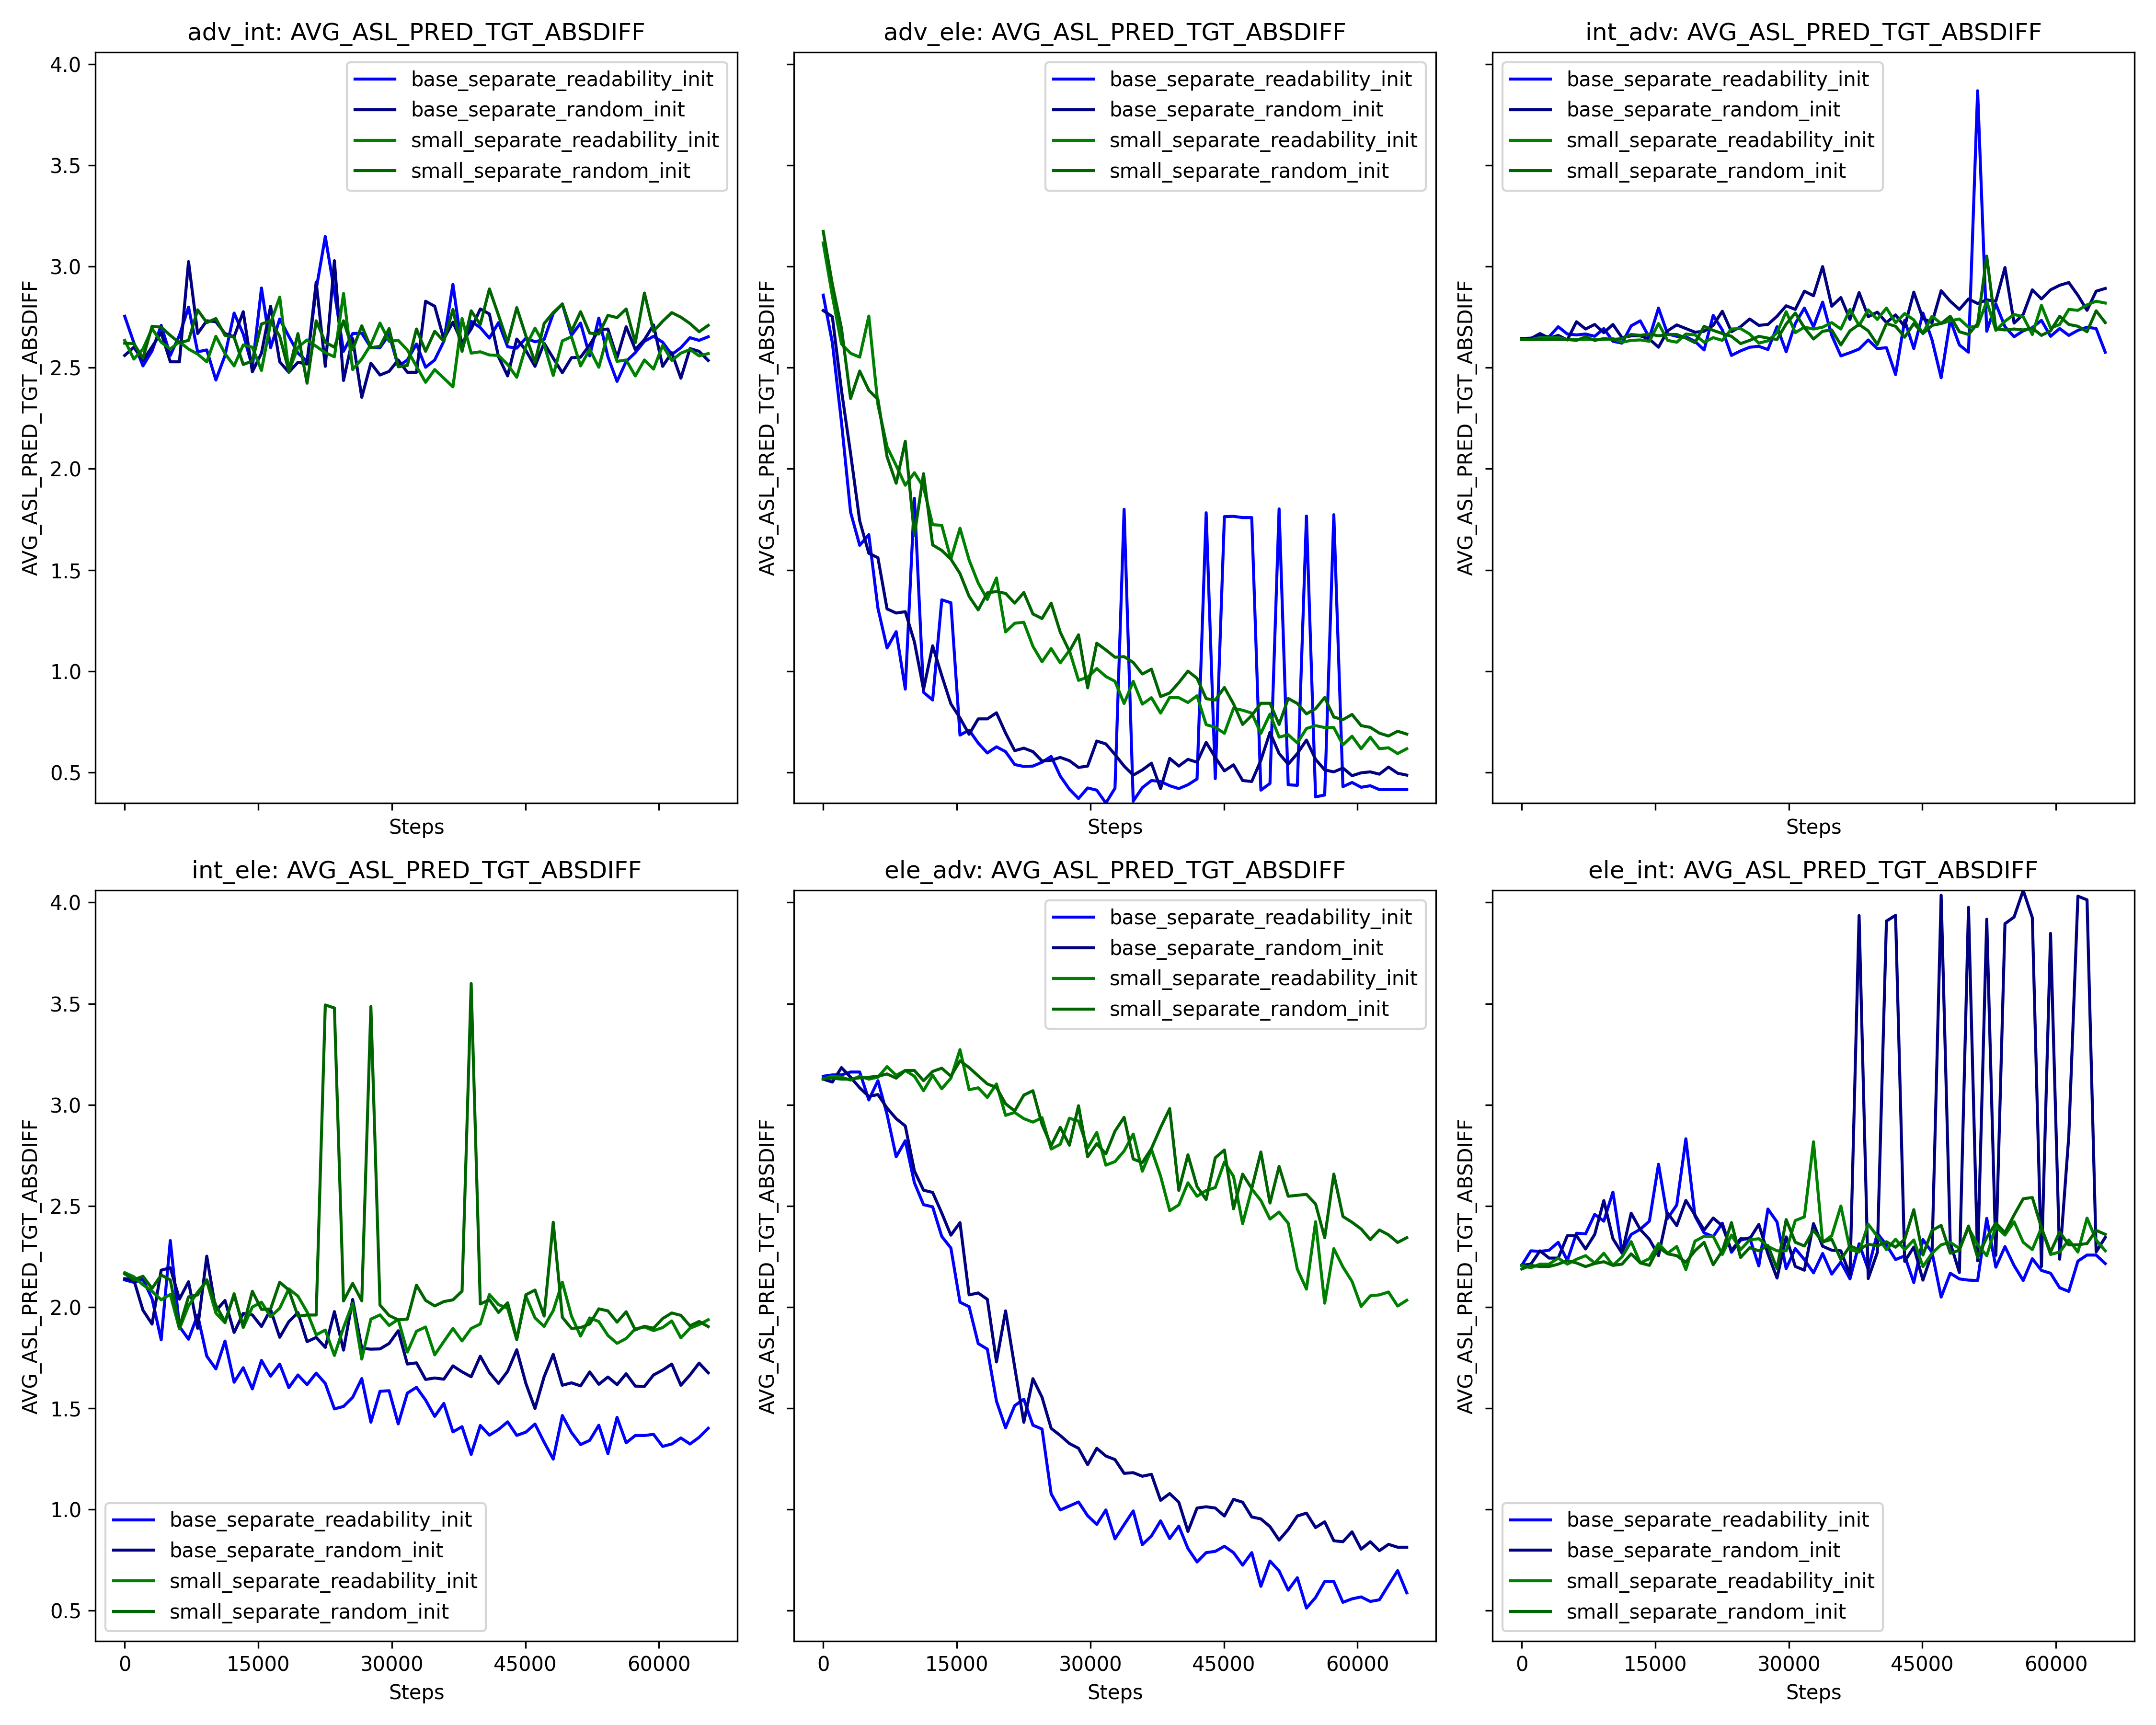 adv_int: AVG_ASL_PRED_TGT_ABSDIFF
AVG_ASL_PRED_TGT_ABSDIFF
4.0
3.5
3.0
2.5
2.0
1.5
1.0
0.5
base_separate_readability_init
base_separate_random_init
small_separate_readability_init
small_separate_random_init
Steps
adv_ele: AVG_ASL_PRED_TGT_ABSDIFF
AVG_ASL_PRED_TGT_ABSDIFF
base_separate_readability_init
base_separate_random_init
small_separate_readability_init
small_separate_random_init
Steps
int_adv: AVG_ASL_PRED_TGT_ABSDIFF
AVG_ASL_PRED_TGT_ABSDIFF
base_separate_readability_init
base_separate_random_init
small_separate_readability_init
small_separate_random_init
Steps
int_ele: AVG_ASL_PRED_TGT_ABSDIFF
AVG_ASL_PRED_TGT_ABSDIFF
4.0
3.5
3.0
2.5
2.0
1.5
1.0
0.5
base_separate_readability_init
base_separate_random_init
small_separate_readability_init
small_separate_random_init
0 15000 30000 45000 60000
Steps
ele_adv: AVG_ASL_PRED_TGT_ABSDIFF
AVG_ASL_PRED_TGT_ABSDIFF
base_separate_readability_init
base_separate_random_init
small_separate_readability_init
small_separate_random_init
0 15000 30000 45000 60000
Steps
ele_int: AVG_ASL_PRED_TGT_ABSDIFF
AVG_ASL_PRED_TGT_ABSDIFF
base_separate_readability_init
base_separate_random_init
small_separate_readability_init
small_separate_random_init
0 15000 30000 45000 60000
Steps